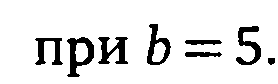 при b = 5.